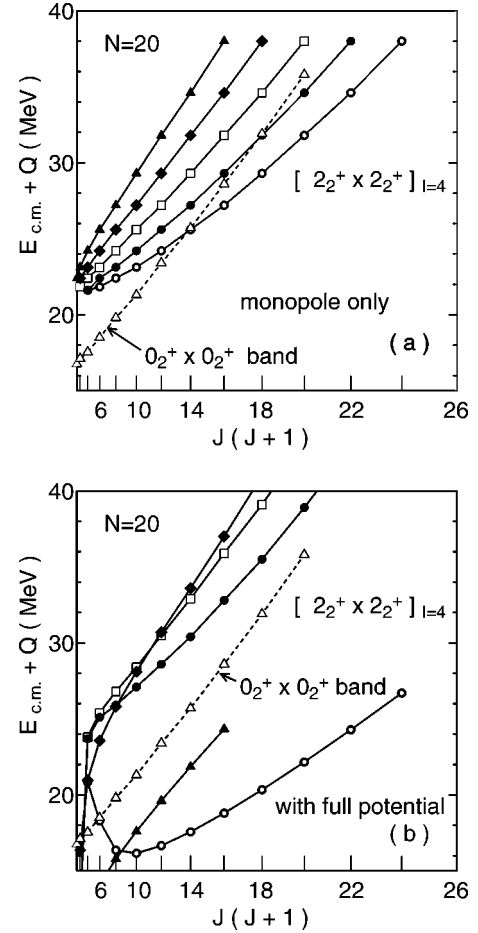 40
N=20
30
E c.m. + Q ( MeV )
[ 2₂⁺ x 2₂⁺ ] I=4
20
monopole only
0₂⁺ x 0₂⁺ band
( a )
6 10 14 18 22 26
J ( J + 1 )
40
N=20
[ 2₂⁺ x 2₂⁺ ] I=4
30
E c.m. + Q ( MeV )
0₂⁺ x 0₂⁺ band
20
with full potential
( b )
6 10 14 18 22 26
J ( J + 1 )